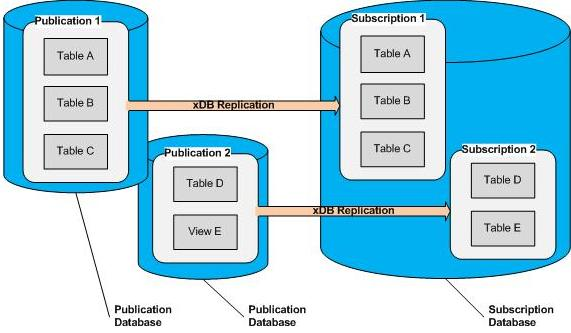 Publication 1
Table A
Table B
Table C
xDB Replication
Publication 2
Table D
View E
xDB Replication
Subscription 1
Table A
Table B
Table C
Subscription 2
Table D
Table E
Publication
Database
Publication
Database
Subscription
Database